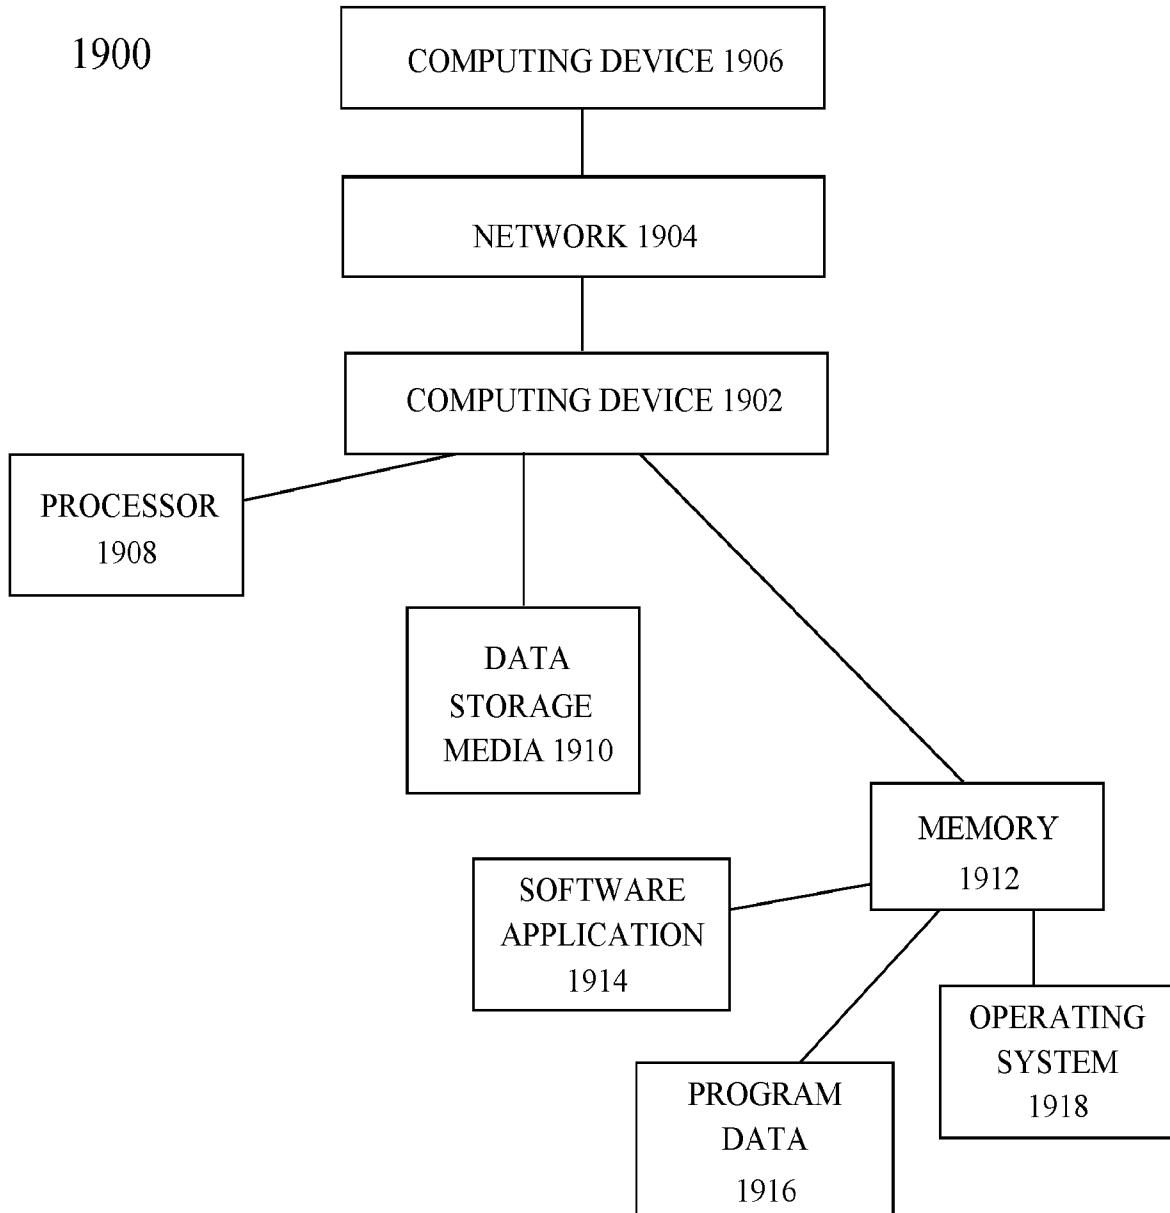 1900
COMPUTING DEVICE 1906
NETWORK 1904
COMPUTING DEVICE 1902
PROCESSOR
1908
DATA
STORAGE
MEDIA 1910
MEMORY
1912
SOFTWARE
APPLICATION
1914
OPERATING
SYSTEM
1918
PROGRAM
DATA
1916